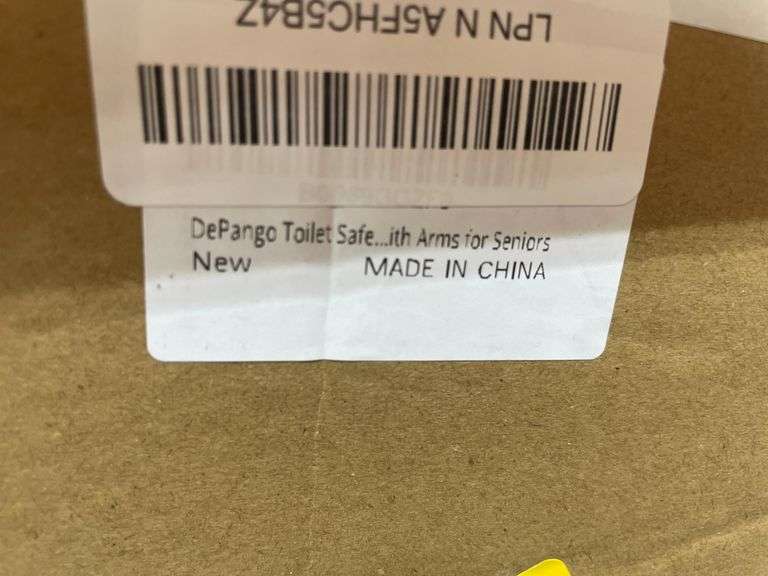 LPN N A5FHC5B4Z
DePango Toilet Safe...ith Arms for Seniors
New MADE IN CHINA